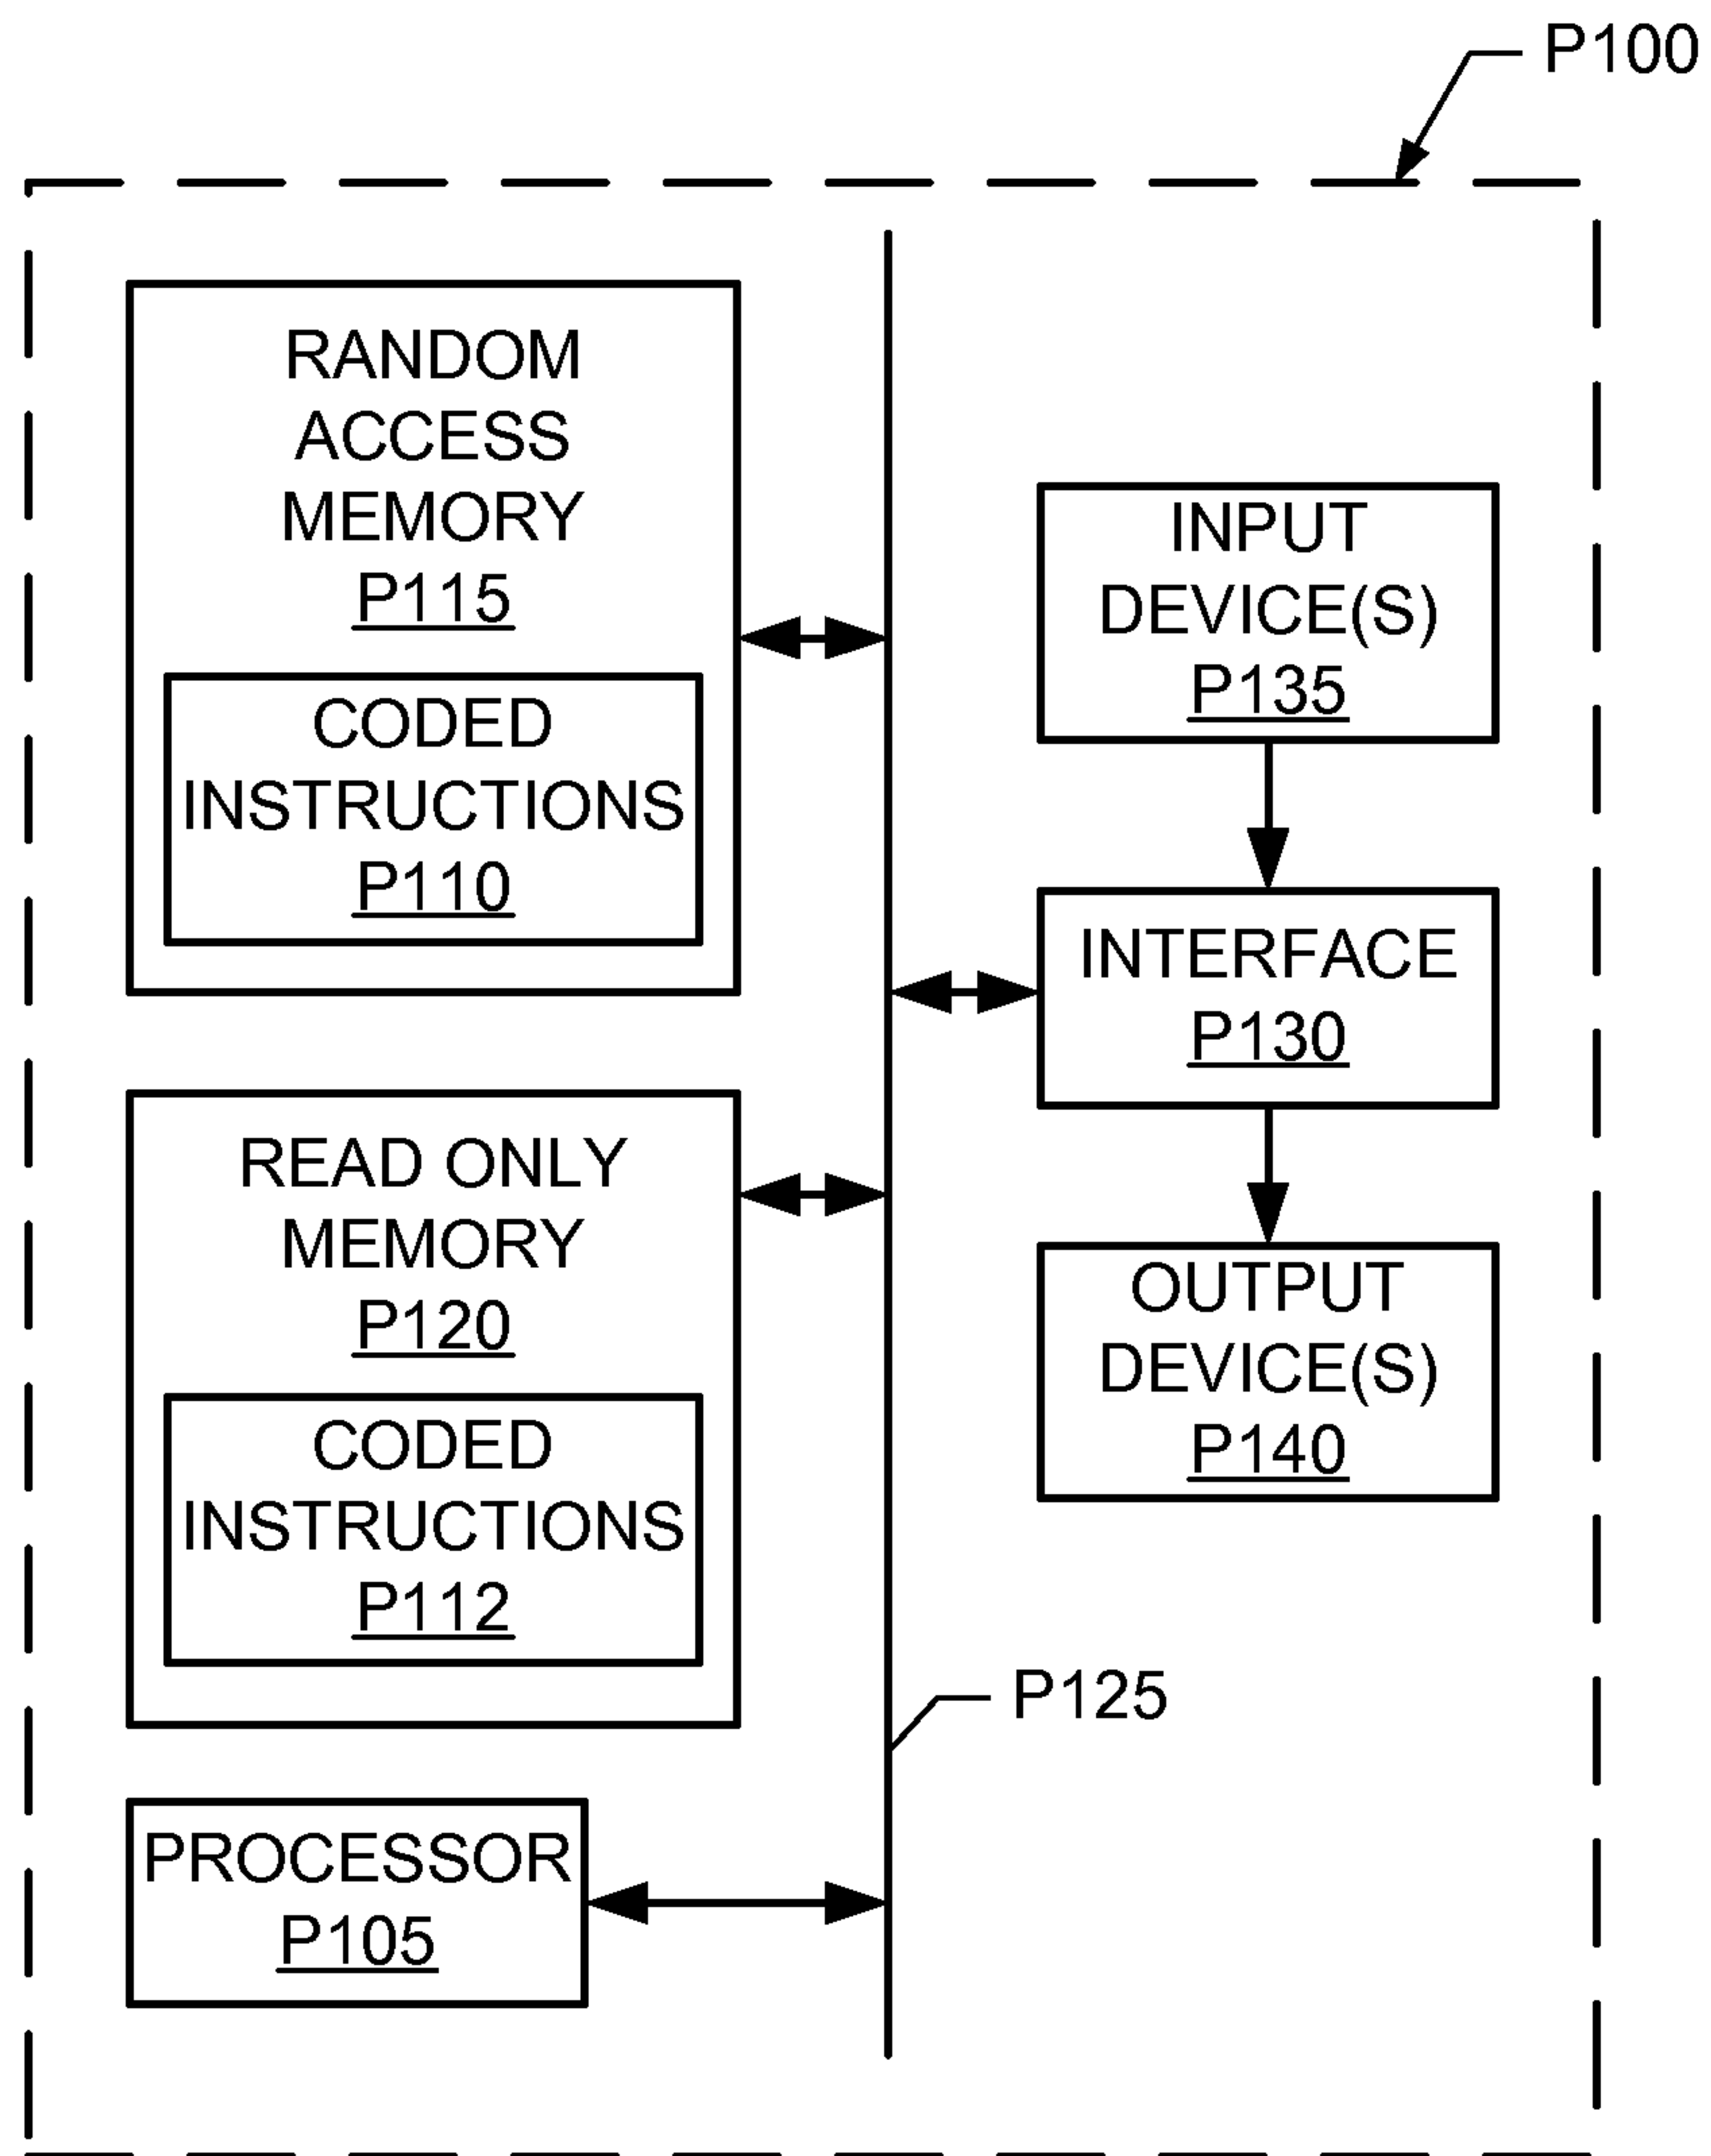 P100
RANDOM
ACCESS
MEMORY
P115
CODED
INSTRUCTIONS
P110
READ ONLY
MEMORY
P120
CODED
INSTRUCTIONS
P112
PROCESSOR
P105
INPUT
DEVICE(S)
P135
INTERFACE
P130
OUTPUT
DEVICE(S)
P140
P125